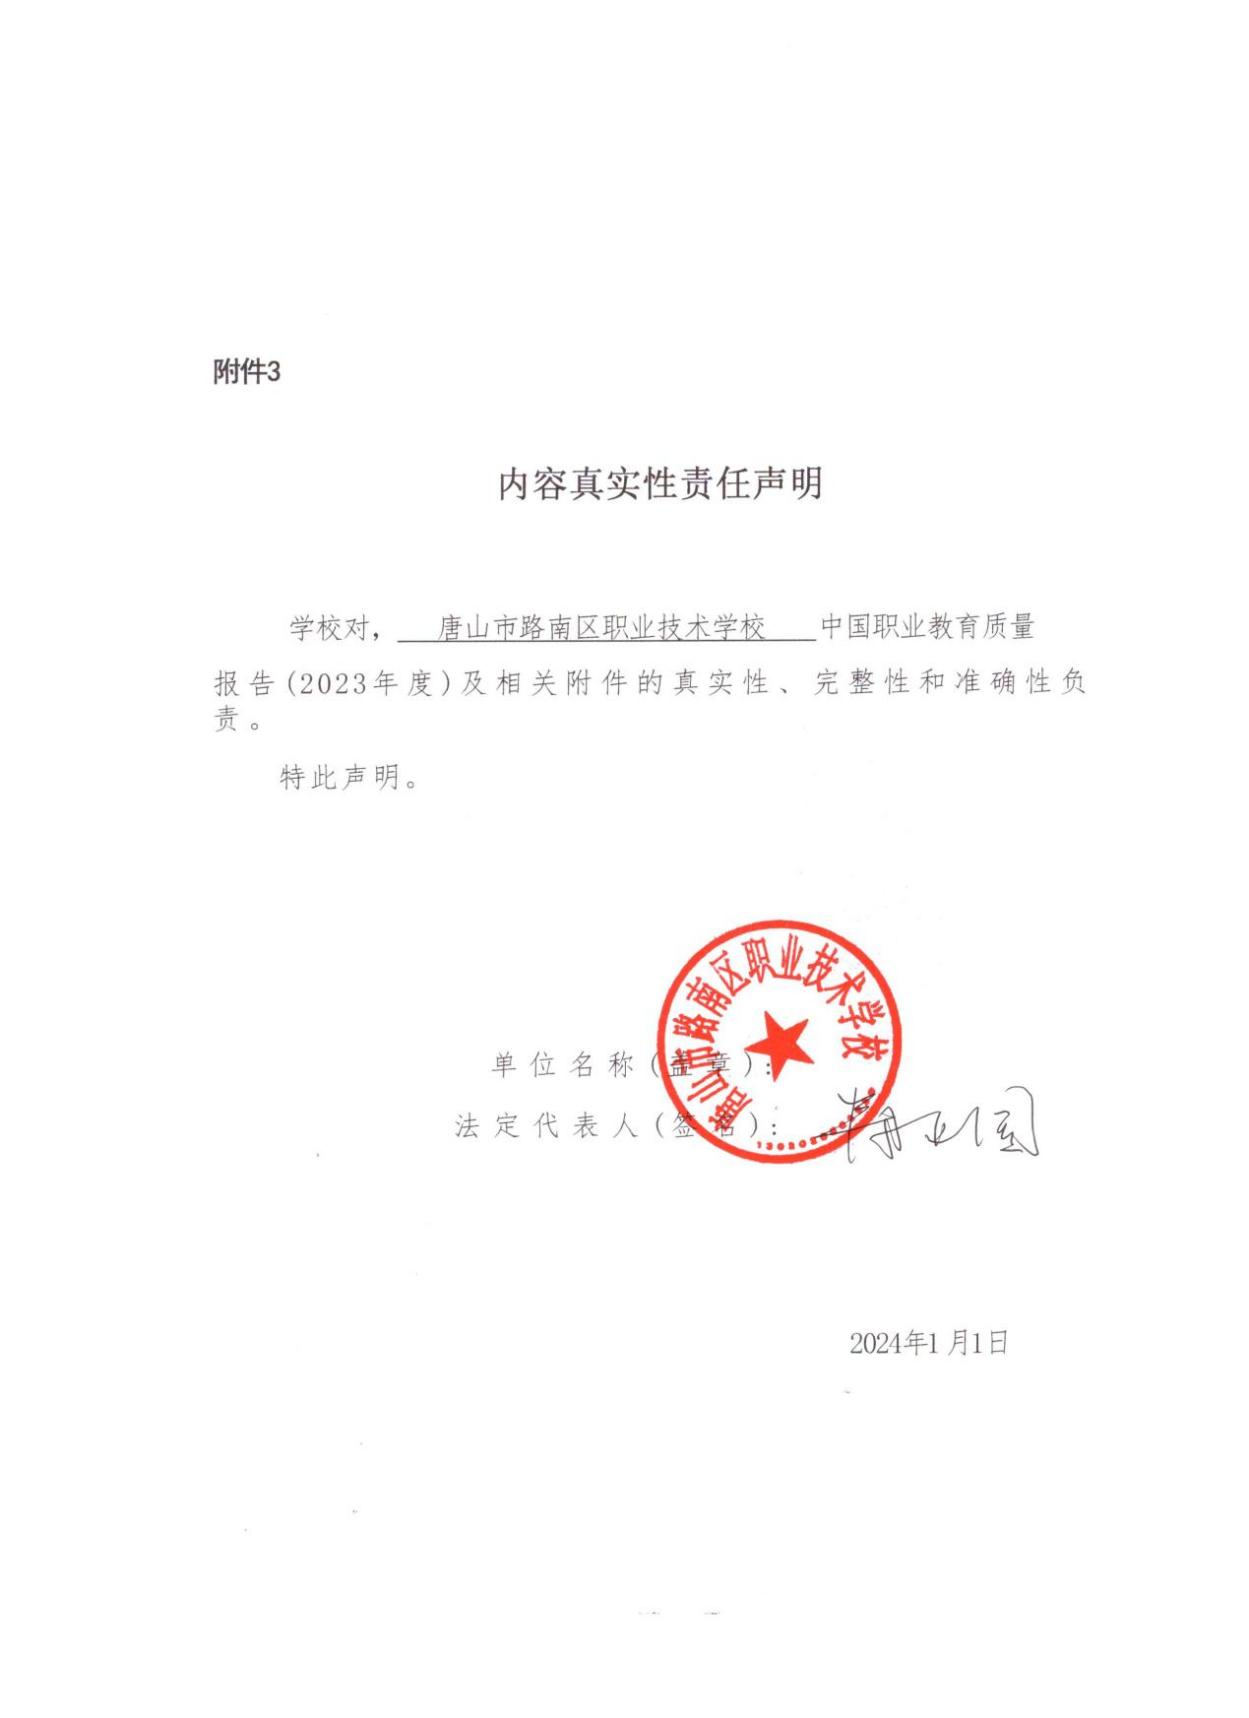 附件3
内容真实性责任声明
学校对， 唐山市路南区职业技术学校 中国职业教育质量
报告(2023年度)及相关附件的真实性、完整性和准确性负
责。
特此声明。
唐山市路南区职业技术学校
单位名称(盖章)：
法定代表人(签名)：
2024年1月1日